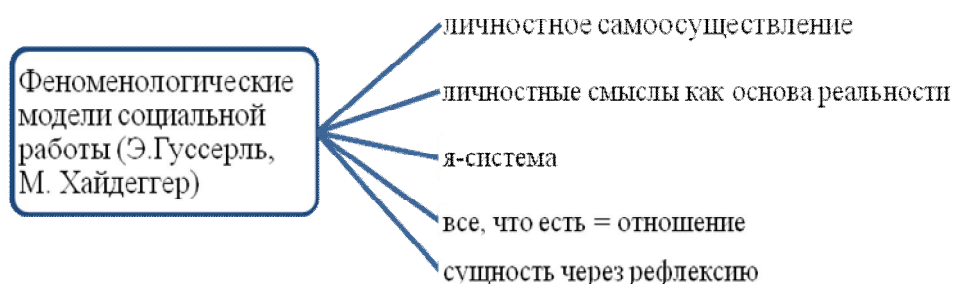 Феноменологические
модели социальной
работы (Э.Гуссерль,
М. Хайдеггер)
личностное самоосуществление
личностные смыслы как основа реальности
я-система
все, что есть = отношение
сущность через рефлексию